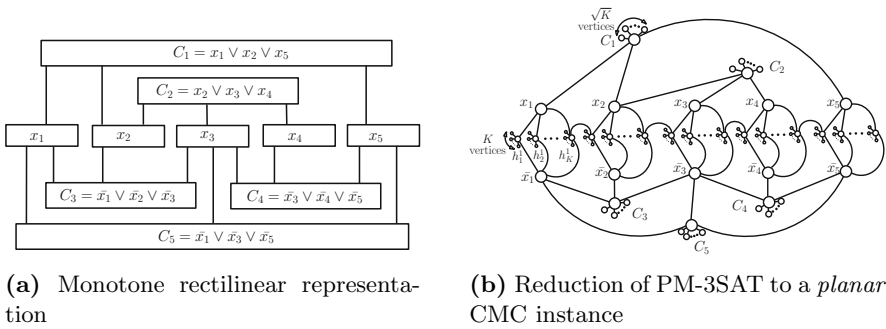 C₁ = x₁ ∨ x₂ ∨ x₅
C₂ = x₂ ∨ x₃ ∨ x₄
x₁ x₂ x₃ x₄ x₅
C₃ = x̄₁ ∨ x̄₂ ∨ x̄₃
C₄ = x̄₃ ∨ x̄₄ ∨ x̄₅
C₅ = x̄₁ ∨ x̄₃ ∨ x̄₅
(a) Monotone rectilinear representa-
tion
√K
vertices
C₁
C₂
x₁ x₂ x₃ x₄ x₅
K
vertices
h¹₁ h¹₂ h¹_K
x̄₁ x̄₂ x̄₃ x̄₄ x̄₅
C₃ C₄
C₅
(b) Reduction of PM-3SAT to a planar
CMC instance